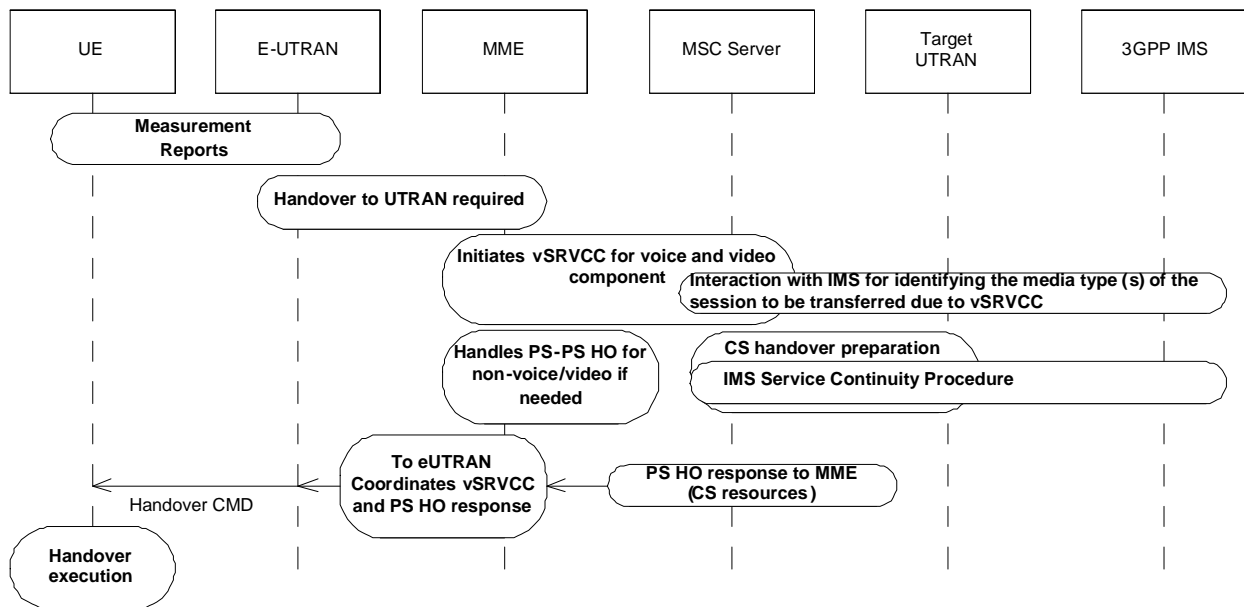 UE
E-UTRAN
MME
MSC Server
Target
UTRAN
3GPP IMS
Measurement
Reports
Handover to UTRAN required
Initiates vSRVCC for voice and video
component
Interaction with IMS for identifying the media type (s) of the
session to be transferred due to vSRVCC
Handles PS-PS HO for
non-voice/video if
needed
CS handover preparation
IMS Service Continuity Procedure
To eUTRAN
Coordinates vSRVCC
and PS HO response
PS HO response to MME
(CS resources)
Handover CMD
Handover
execution